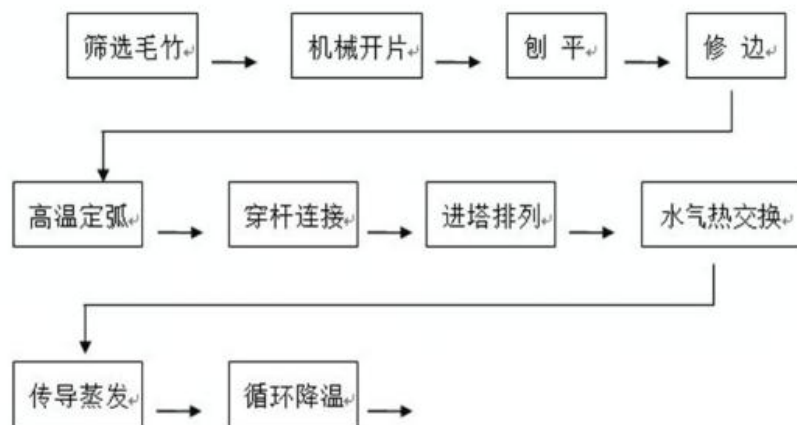 筛选毛竹 机械开片 刨 平 修 边
高温定弧 穿杆连接 进塔排列 水气热交换
传导蒸发 循环降温